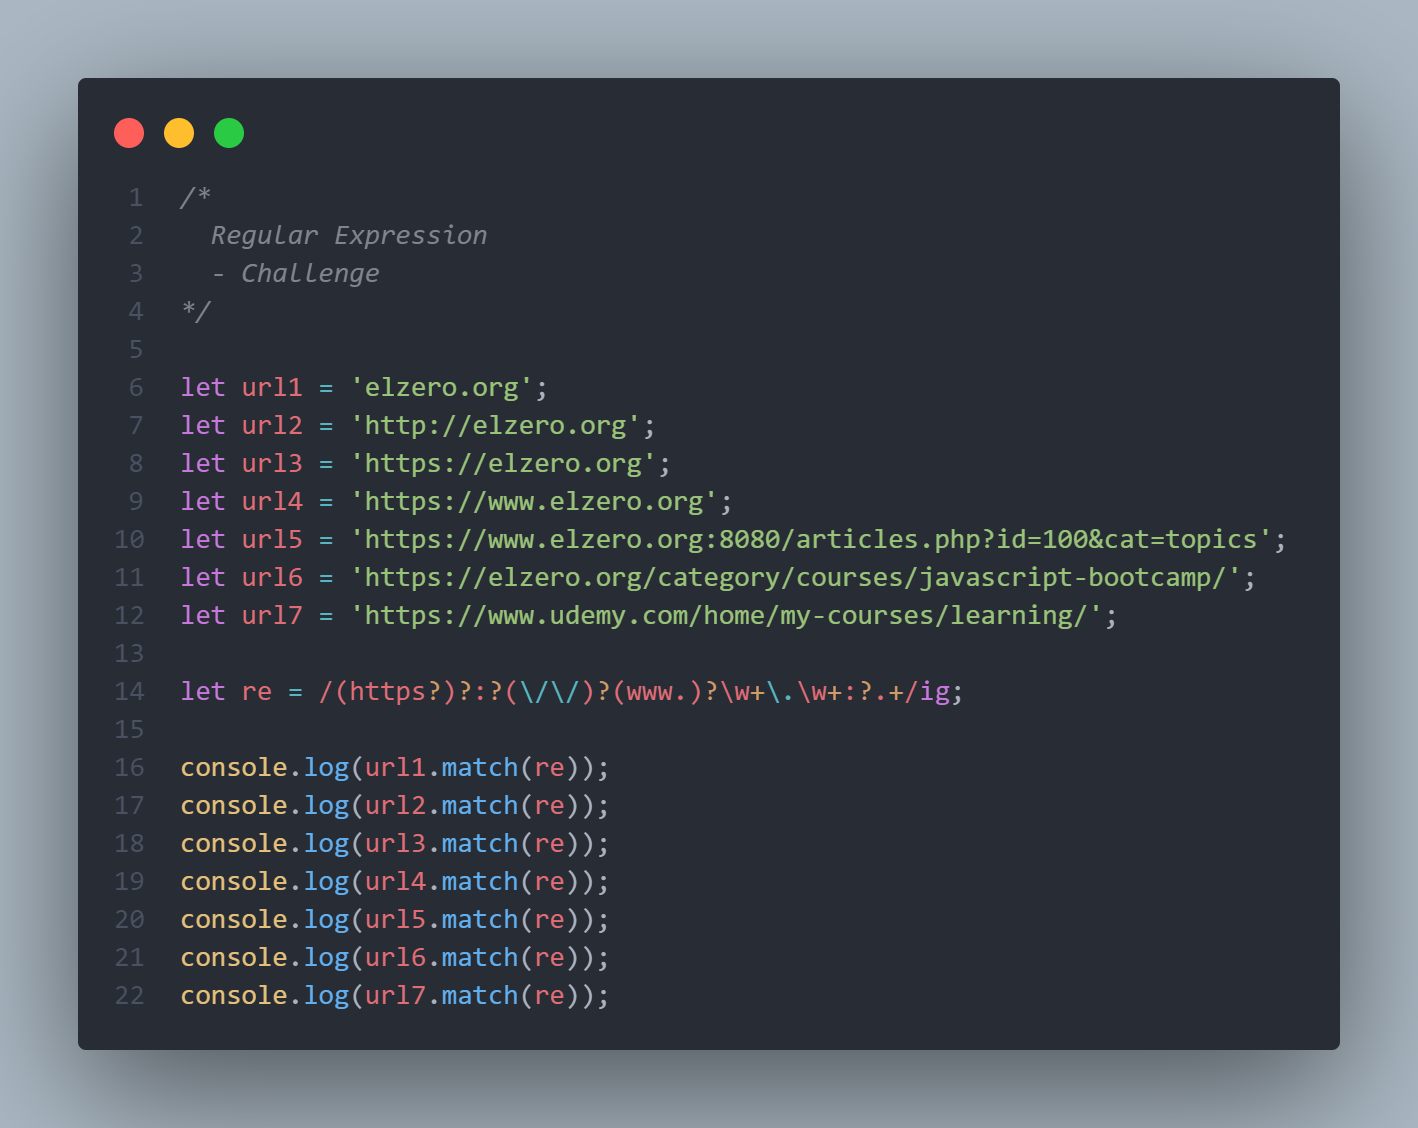 1 /*
2   Regular Expression
3   - Challenge
4 */
5
6 let url1 = 'elzero.org';
7 let url2 = 'http://elzero.org';
8 let url3 = 'https://elzero.org';
9 let url4 = 'https://www.elzero.org';
10 let url5 = 'https://www.elzero.org:8080/articles.php?id=100&cat=topics';
11 let url6 = 'https://elzero.org/category/courses/javascript-bootcamp/';
12 let url7 = 'https://www.udemy.com/home/my-courses/learning/';
13
14 let re = /(https?)?:?(\/\/)?(www.)?\w+\.\w+:?.+/ig;
15
16 console.log(url1.match(re));
17 console.log(url2.match(re));
18 console.log(url3.match(re));
19 console.log(url4.match(re));
20 console.log(url5.match(re));
21 console.log(url6.match(re));
22 console.log(url7.match(re));